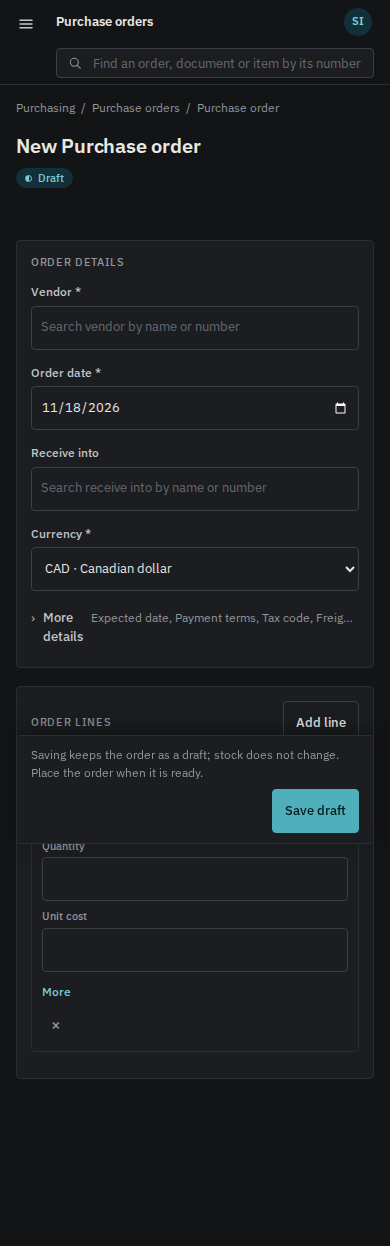 Purchase orders
SI
Find an order, document or item by its number
Purchasing / Purchase orders / Purchase order
New Purchase order
Draft
ORDER DETAILS
Vendor *
Search vendor by name or number
Order date *
11/18/2026
Receive into
Search receive into by name or number
Currency *
CAD · Canadian dollar
› More details
Expected date, Payment terms, Tax code, Freig...
ORDER LINES
Add line
Saving keeps the order as a draft; stock does not change.
Place the order when it is ready.
Save draft
Quantity
Unit cost
More
×